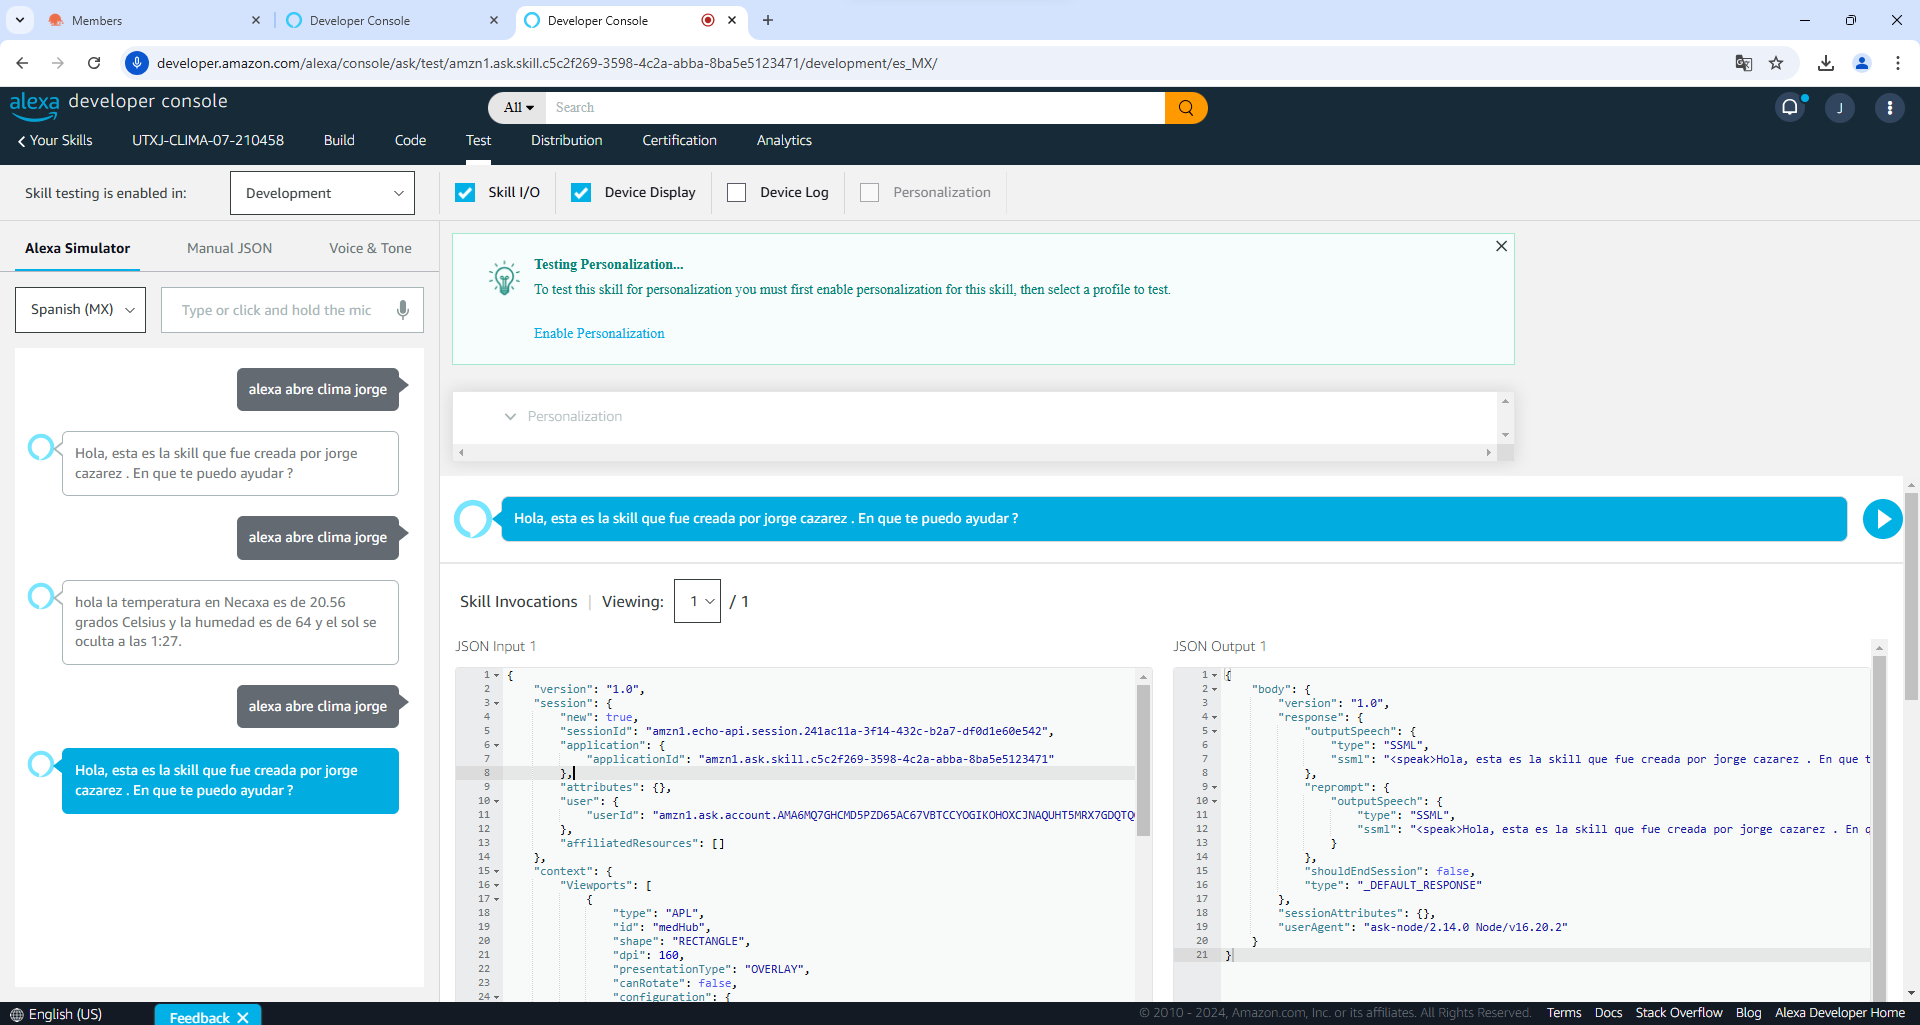 Members
Developer Console
Developer Console
developer.amazon.com/alexa/console/ask/test/amzn1.ask.skill.c5c2f269-3598-4c2a-abba-8ba5e5123471/development/es_MX/
alexa developer console
All
Search
J
Your Skills
UTXJ-CLIMA-07-210458
Build
Code
Test
Distribution
Certification
Analytics
Skill testing is enabled in:
Development
Skill I/O
Device Display
Device Log
Personalization
Alexa Simulator
Manual JSON
Voice & Tone
Spanish (MX)
Type or click and hold the mic
alexa abre clima jorge
Hola, esta es la skill que fue creada por jorge
cazarez . En que te puedo ayudar ?
alexa abre clima jorge
hola la temperatura en Necaxa es de 20.56
grados Celsius y la humedad es de 64 y el sol se
oculta a las 1:27.
alexa abre clima jorge
Hola, esta es la skill que fue creada por jorge
cazarez . En que te puedo ayudar ?
Testing Personalization...
To test this skill for personalization you must first enable personalization for this skill, then select a profile to test.
Enable Personalization
Personalization
Hola, esta es la skill que fue creada por jorge cazarez . En que te puedo ayudar ?
Skill Invocations | Viewing: 1 / 1
JSON Input 1
1 {
2 "version": "1.0",
3 "session": {
4 "new": true,
5 "sessionId": "amzn1.echo-api.session.241ac11a-3f14-432c-b2a7-df0d1e60e542",
6 "application": {
7 "applicationId": "amzn1.ask.skill.c5c2f269-3598-4c2a-abba-8ba5e5123471"
8 },
9 "attributes": {},
10 "user": {
11 "userId": "amzn1.ask.account.AMA6MQ7GHCMD5PZD65AC67VBTCCYOGIKOHOXCJNAQUHT5MRX7GDQTQ
12 },
13 "affiliatedResources": []
14 },
15 "context": {
16 "Viewports": [
17 {
18 "type": "APL",
19 "id": "medHub",
20 "shape": "RECTANGLE",
21 "dpi": 160,
22 "presentationType": "OVERLAY",
23 "canRotate": false,
24 "configuration": {
JSON Output 1
1 {
2 "body": {
3 "version": "1.0",
4 "response": {
5 "outputSpeech": {
6 "type": "SSML",
7 "ssml": "<speak>Hola, esta es la skill que fue creada por jorge cazarez . En que t
8 },
9 "reprompt": {
10 "outputSpeech": {
11 "type": "SSML",
12 "ssml": "<speak>Hola, esta es la skill que fue creada por jorge cazarez . En q
13 }
14 },
15 "shouldEndSession": false,
16 "type": "_DEFAULT_RESPONSE"
17 },
18 "sessionAttributes": {},
19 "userAgent": "ask-node/2.14.0 Node/v16.20.2"
20 }
21 }
English (US)
Feedback
© 2010 - 2024, Amazon.com, Inc. or its affiliates. All Rights Reserved.
Terms
Docs
Stack Overflow
Blog
Alexa Developer Home